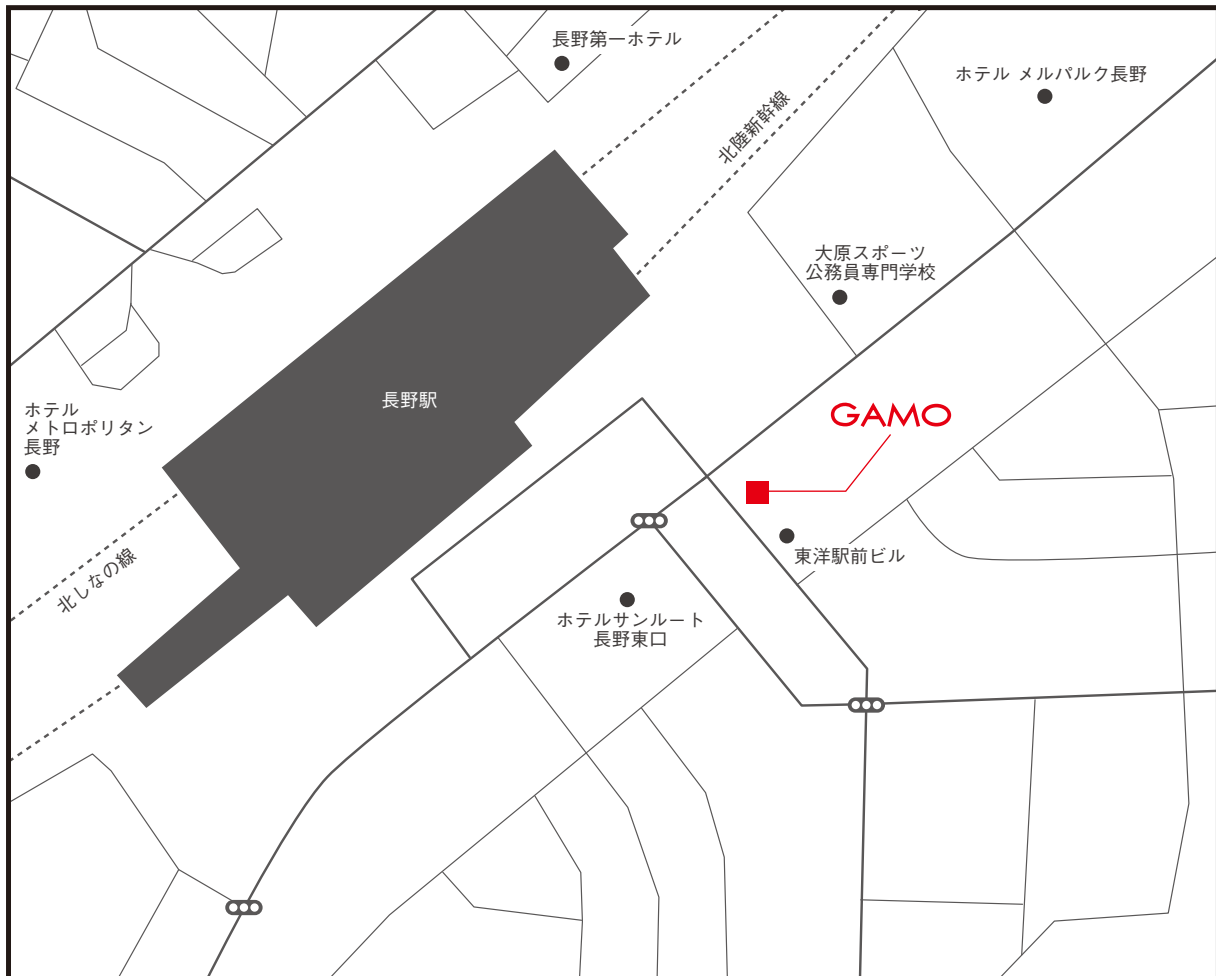 長野第一ホテル
ホテル メルパルク長野
北陸新幹線
大原スポーツ
公務員専門学校
長野駅
ホテル
メトロポリタン
長野
GAMO
東洋駅前ビル
北しなの線
ホテルサンルート
長野東口